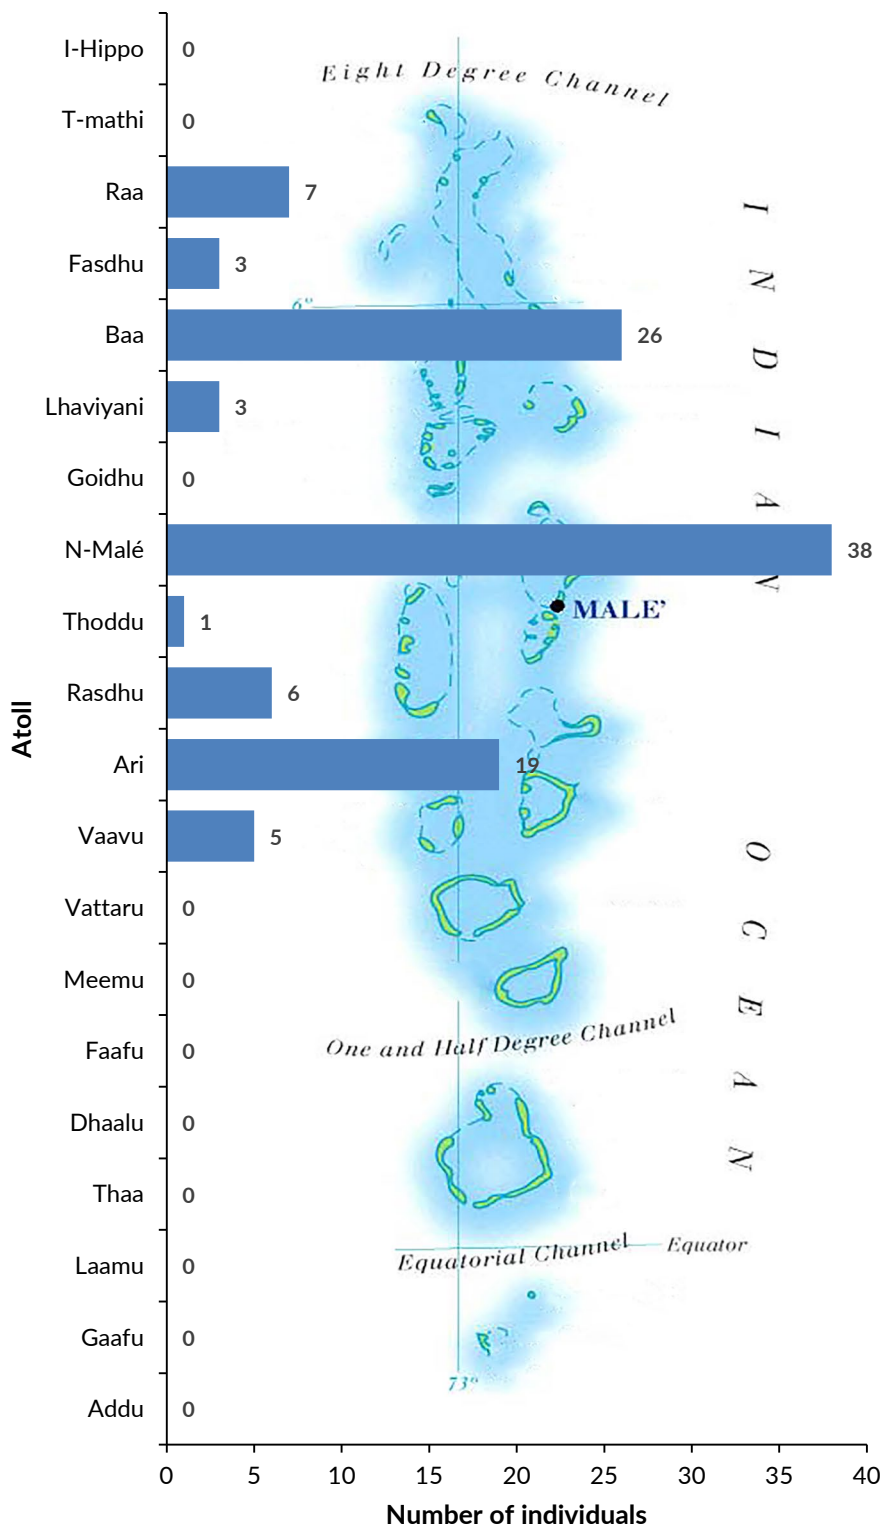 I-Hippo 0
Eight Degree Channel
T-mathi 0
Raa 7
I N D I A N
Fasdhu 3
6º
Baa 26
Lhaviyani 3
Goidhu 0
N-Malé 38
Thoddu 1
MALE’
Rasdhu 6
Atoll
Ari 19
Vaavu 5
O C E A N
Vattaru 0
Meemu 0
One and Half Degree Channel
Faafu 0
Dhaalu 0
Thaa 0
Equatorial Channel
Equator
Laamu 0
Gaafu 0
73º
Addu 0
0 5 10 15 20 25 30 35 40
Number of individuals